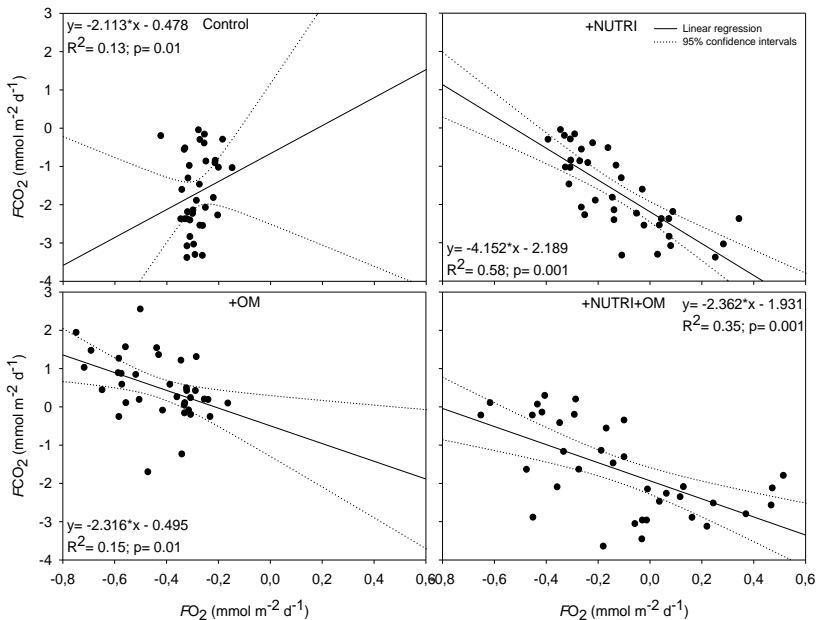 y= -2.113*x - 0.478
Control
R2= 0.13; p= 0.01
+NUTRI
Linear regression
95% confidence intervals
3
2
1
0
-1
-2
-3
-4
FCO2 (mmol m-2 d-1)
y= -4.152*x - 2.189
R2= 0.58; p= 0.001
+OM
+NUTRI+OM
y= -2.362*x - 1.931
R2= 0.35; p= 0.001
3
2
1
0
-1
-2
-3
-4
FCO2 (mmol m-2 d-1)
y= -2.316*x - 0.495
R2= 0.15; p= 0.01
-0,8 -0,6 -0,4 -0,2 0,0 0,2 0,4 0,6
-0,8 -0,6 -0,4 -0,2 0,0 0,2 0,4 0,6
FO2 (mmol m-2 d-1)
FO2 (mmol m-2 d-1)